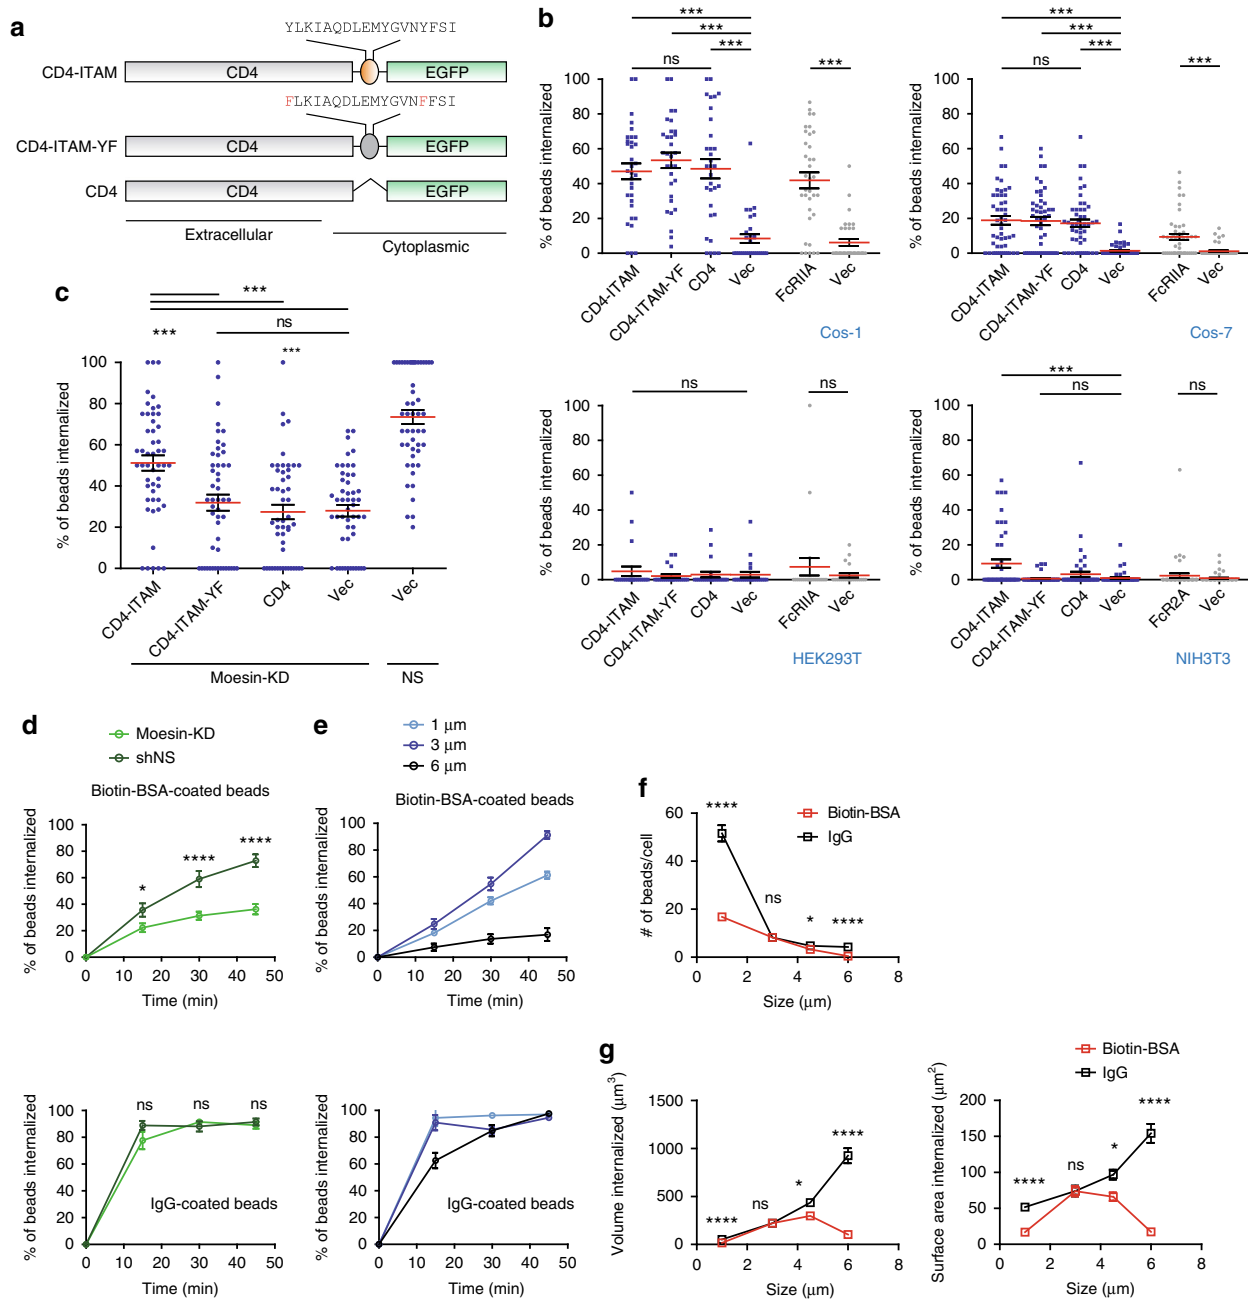 a
YLKIAQDLEMYGVNYFSI
CD4-ITAM
CD4
EGFP
FLKIAQDLEMYGVNFFSI
CD4-ITAM-YF
CD4
EGFP
CD4
CD4
EGFP
Extracellular
Cytoplasmic
b
***
***
***
ns
***
% of beads internalized
100
80
60
40
20
0
CD4-ITAM
CD4-ITAM-YF
CD4
Vec
FcRIIA
Vec
Cos-1
***
***
***
ns
***
% of beads internalized
100
80
60
40
20
0
CD4-ITAM
CD4-ITAM-YF
CD4
Vec
FcRIIA
Vec
Cos-7
ns
ns
% of beads internalized
100
80
60
40
20
0
CD4-ITAM
CD4-ITAM-YF
CD4
Vec
FcRIIA
Vec
HEK293T
***
ns
ns
% of beads internalized
100
80
60
40
20
0
CD4-ITAM
CD4-ITAM-YF
CD4
Vec
FcR2A
Vec
NIH3T3
c
***
ns
***
***
% of beads internalized
100
80
60
40
20
0
CD4-ITAM
CD4-ITAM-YF
CD4
Vec
Vec
Moesin-KD
NS
d
Moesin-KD
shNS
Biotin-BSA-coated beads
% of beads internalized
100
80
60
40
20
0
*
****
****
0 10 20 30 40 50
Time (min)
% of beads internalized
100
80
60
40
20
0
ns
ns
ns
IgG-coated beads
0 10 20 30 40 50
Time (min)
e
1 μm
3 μm
6 μm
Biotin-BSA-coated beads
% of beads internalized
100
80
60
40
20
0
0 10 20 30 40 50
Time (min)
% of beads internalized
100
80
60
40
20
0
IgG-coated beads
0 10 20 30 40 50
Time (min)
f
Biotin-BSA
IgG
# of beads/cell
60
40
20
0
****
ns
*
****
0 2 4 6 8
Size (μm)
g
Volume internalized (μm³)
1500
1000
500
0
****
ns
*
****
0 2 4 6 8
Size (μm)
Biotin-BSA
IgG
Surface area internalized (μm²)
200
150
100
50
0
****
ns
*
****
0 2 4 6 8
Size (μm)